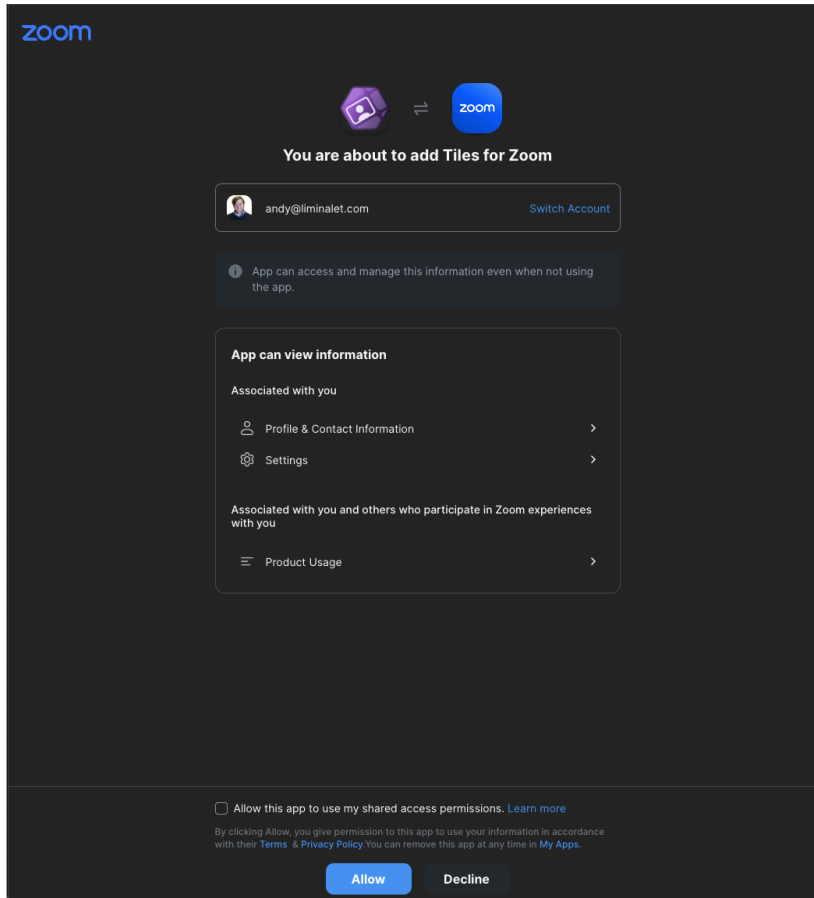 zoom
zoom
You are about to add Tiles for Zoom
andy@liminalet.com
Switch Account
App can access and manage this information even when not using
the app.
App can view information
Associated with you
Profile & Contact Information
Settings
Associated with you and others who participate in Zoom experiences
with you
Product Usage
Allow this app to use my shared access permissions. Learn more
By clicking Allow, you give permission to this app to use your information in accordance
with their Terms & Privacy Policy.You can remove this app at any time in My Apps.
Allow
Decline